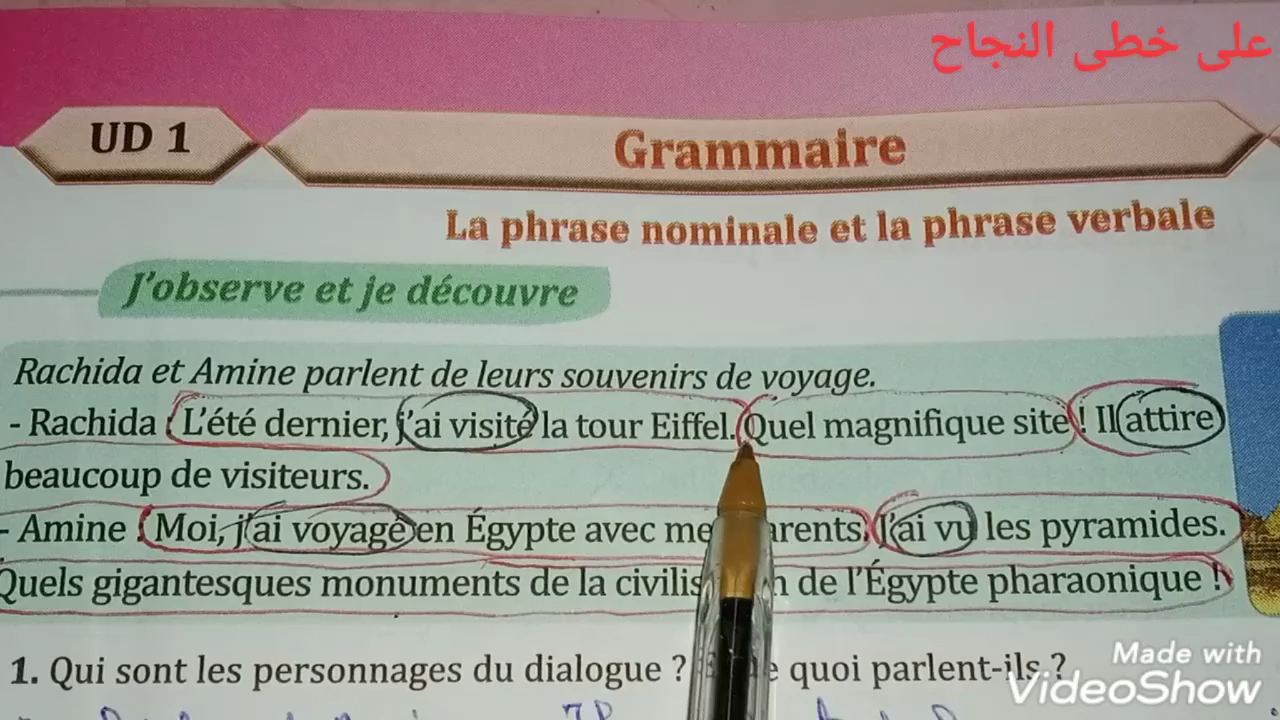 على خطى النجاح
UD 1
Grammaire
La phrase nominale et la phrase verbale
J'observe et je découvre
Rachida et Amine parlent de leurs souvenirs de voyage.
- Rachida : L'été dernier, j'ai visité la tour Eiffel. Quel magnifique site ! Il attire
beaucoup de visiteurs.
- Amine : Moi, j'ai voyagé en Égypte avec J'ai vu les pyramides.
Quels gigantesques monuments de la de l'Égypte pharaonique !
1. Qui sont les personnages du dialogue ? quoi parlent-ils ?
Made with
VideoShow